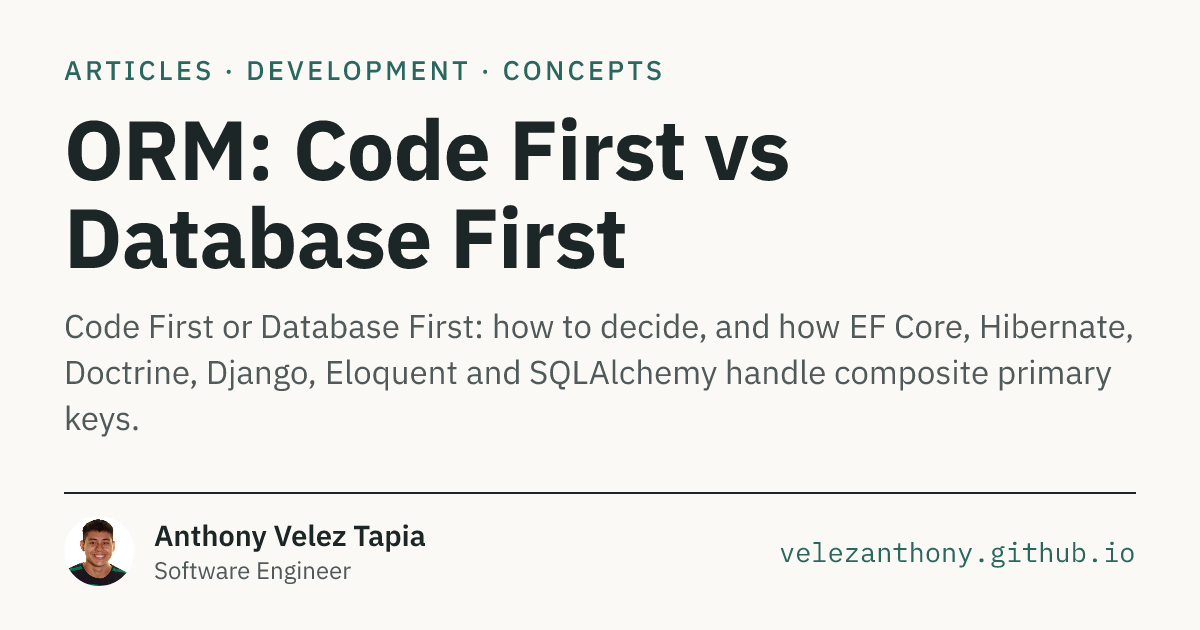 ARTICLES · DEVELOPMENT · CONCEPTS
ORM: Code First vs
Database First
Code First or Database First: how to decide, and how EF Core, Hibernate,
Doctrine, Django, Eloquent and SQLAlchemy handle composite primary
keys.
Anthony Velez Tapia
Software Engineer
velezanthony.github.io